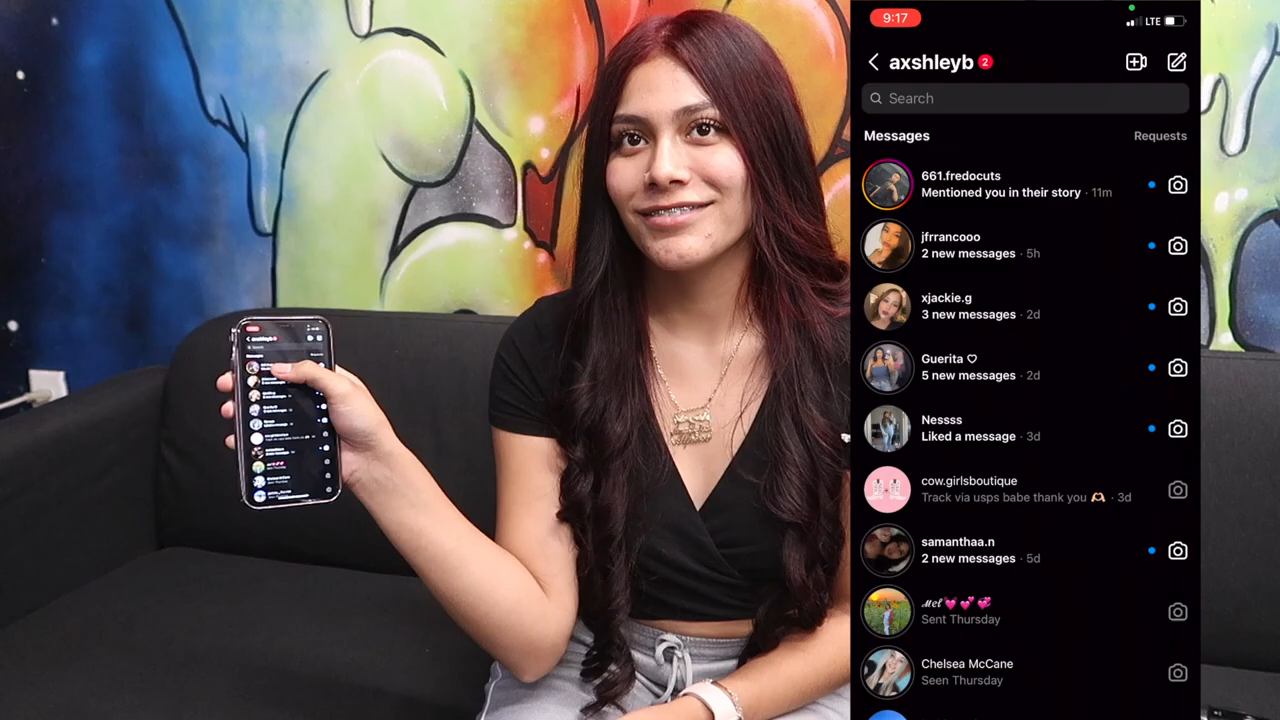 9:17
LTE
axshleyb 2
Search
Messages
Requests
661.fredocuts
Mentioned you in their story · 11m
jfrrancooo
2 new messages · 5h
xjackie.g
3 new messages · 2d
Guerita ♡
5 new messages · 2d
Nessss
Liked a message · 3d
cow.girlsboutique
Track via usps babe thank you 🫶🏼 · 3d
samanthaa.n
2 new messages · 5d
𝓜𝓮𝓵💓💕💞
Sent Thursday
Chelsea McCane
Seen Thursday